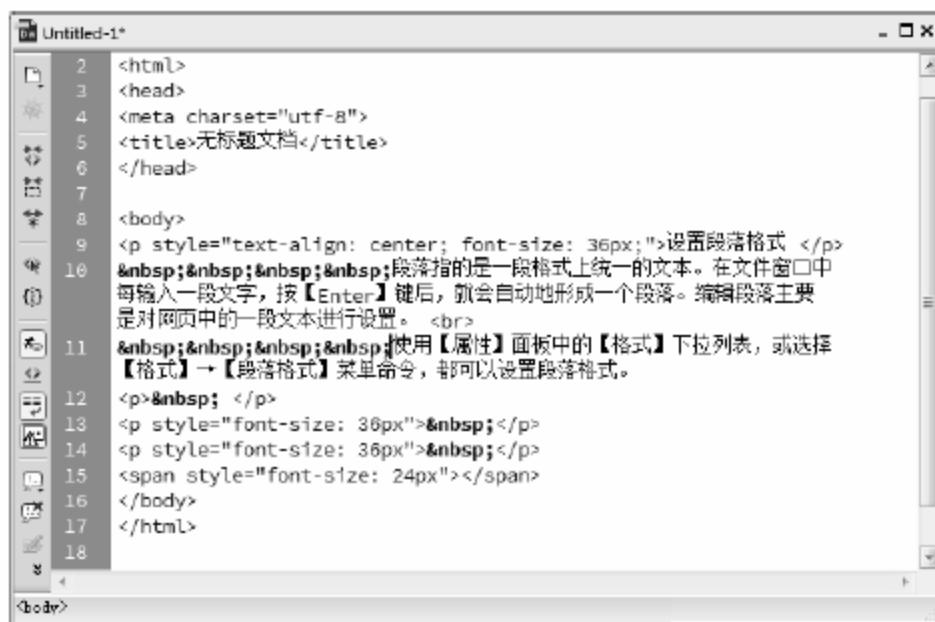 Untitled-1*
2 <html>
3 <head>
4 <meta charset="utf-8">
5 <title>无标题文档</title>
6 </head>
7
8 <body>
9 <p style="text-align: center; font-size: 36px;">设置段落格式 </p>
10 &nbsp;&nbsp;&nbsp;&nbsp;段落指的是一段格式上统一的文本。在文件窗口中
每输入一段文字，按【Enter】键后，就会自动地形成一个段落。编辑段落主要
是对网页中的一段文本进行设置。 <br>
11 &nbsp;&nbsp;&nbsp;&nbsp;使用【属性】面板中的【格式】下拉列表，或选择
【格式】→【段落格式】菜单命令，都可以设置段落格式。
12 <p>&nbsp; </p>
13 <p style="font-size: 36px">&nbsp;</p>
14 <p style="font-size: 36px">&nbsp;</p>
15 <span style="font-size: 24px"></span>
16 </body>
17 </html>
18
<body>